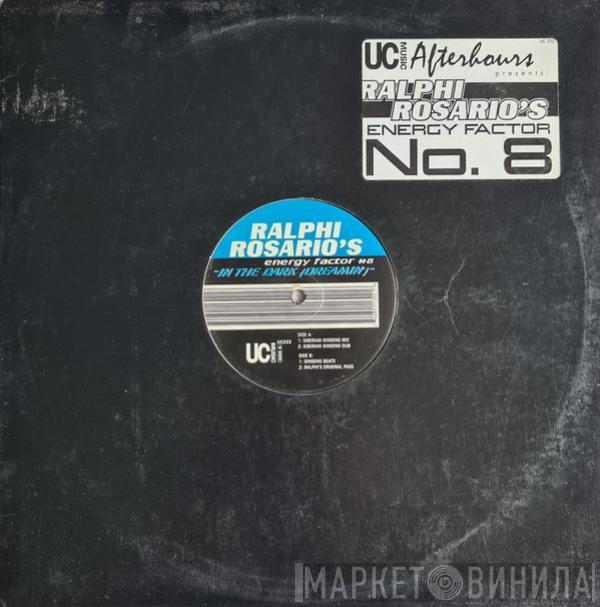 UC MUSIC Afterhours
presents:
RALPHI
ROSARIO'S
ENERGY FACTOR
No. 8
RALPHI
ROSARIO'S
energy factor #8
"IN THE DARK (DREAMIN')"
UC
SIDE A:
1: SIBERIAN GINSENG MIX
2: SIBERIAN GINSENG DUB
SIDE B:
1: GINSENG BEATS
2: RALPHI'S ORIGINAL PASS
МАРКЕТ ВИНИЛА